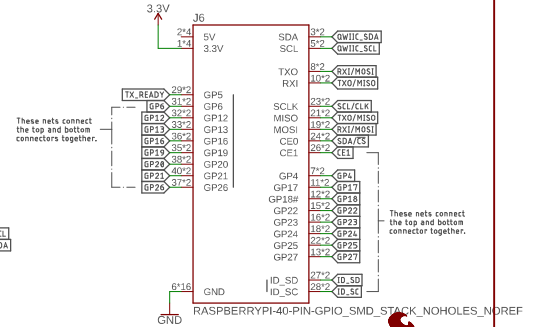 3.3V
J6
2*4 5V
1*4 3.3V
SDA 3*2 QWIIC_SDA
SCL 5*2 QWIIC_SCL
TXO 8*2 RXI/MOSI
RXI 10*2 TXO/MISO
TX_READY 29*2 GP5
GP6 31*2 GP6
GP12 32*2 GP12
GP13 33*2 GP13
GP16 36*2 GP16
GP19 35*2 GP19
GP20 38*2 GP20
GP21 40*2 GP21
GP26 37*2 GP26
These nets connect
the top and bottom
connectors together.
SCLK 23*2 SCL/CLK
MISO 21*2 TXO/MISO
MOSI 19*2 RXI/MOSI
CE0 24*2 SDA/CS
CE1 26*2 CE1
GP4 7*2 GP4
GP17 11*2 GP17
GP18# 12*2 GP18
GP22 15*2 GP22
GP23 16*2 GP23
GP24 18*2 GP24
GP25 22*2 GP25
GP27 13*2 GP27
These nets connect
the top and bottom
connector together.
CL
DA
ID_SD 27*2 ID_SD
ID_SC 28*2 ID_SC
6*16 GND
GND
RASPBERRYPI-40-PIN-GPIO_SMD_STACK_NOHOLES_NOREF